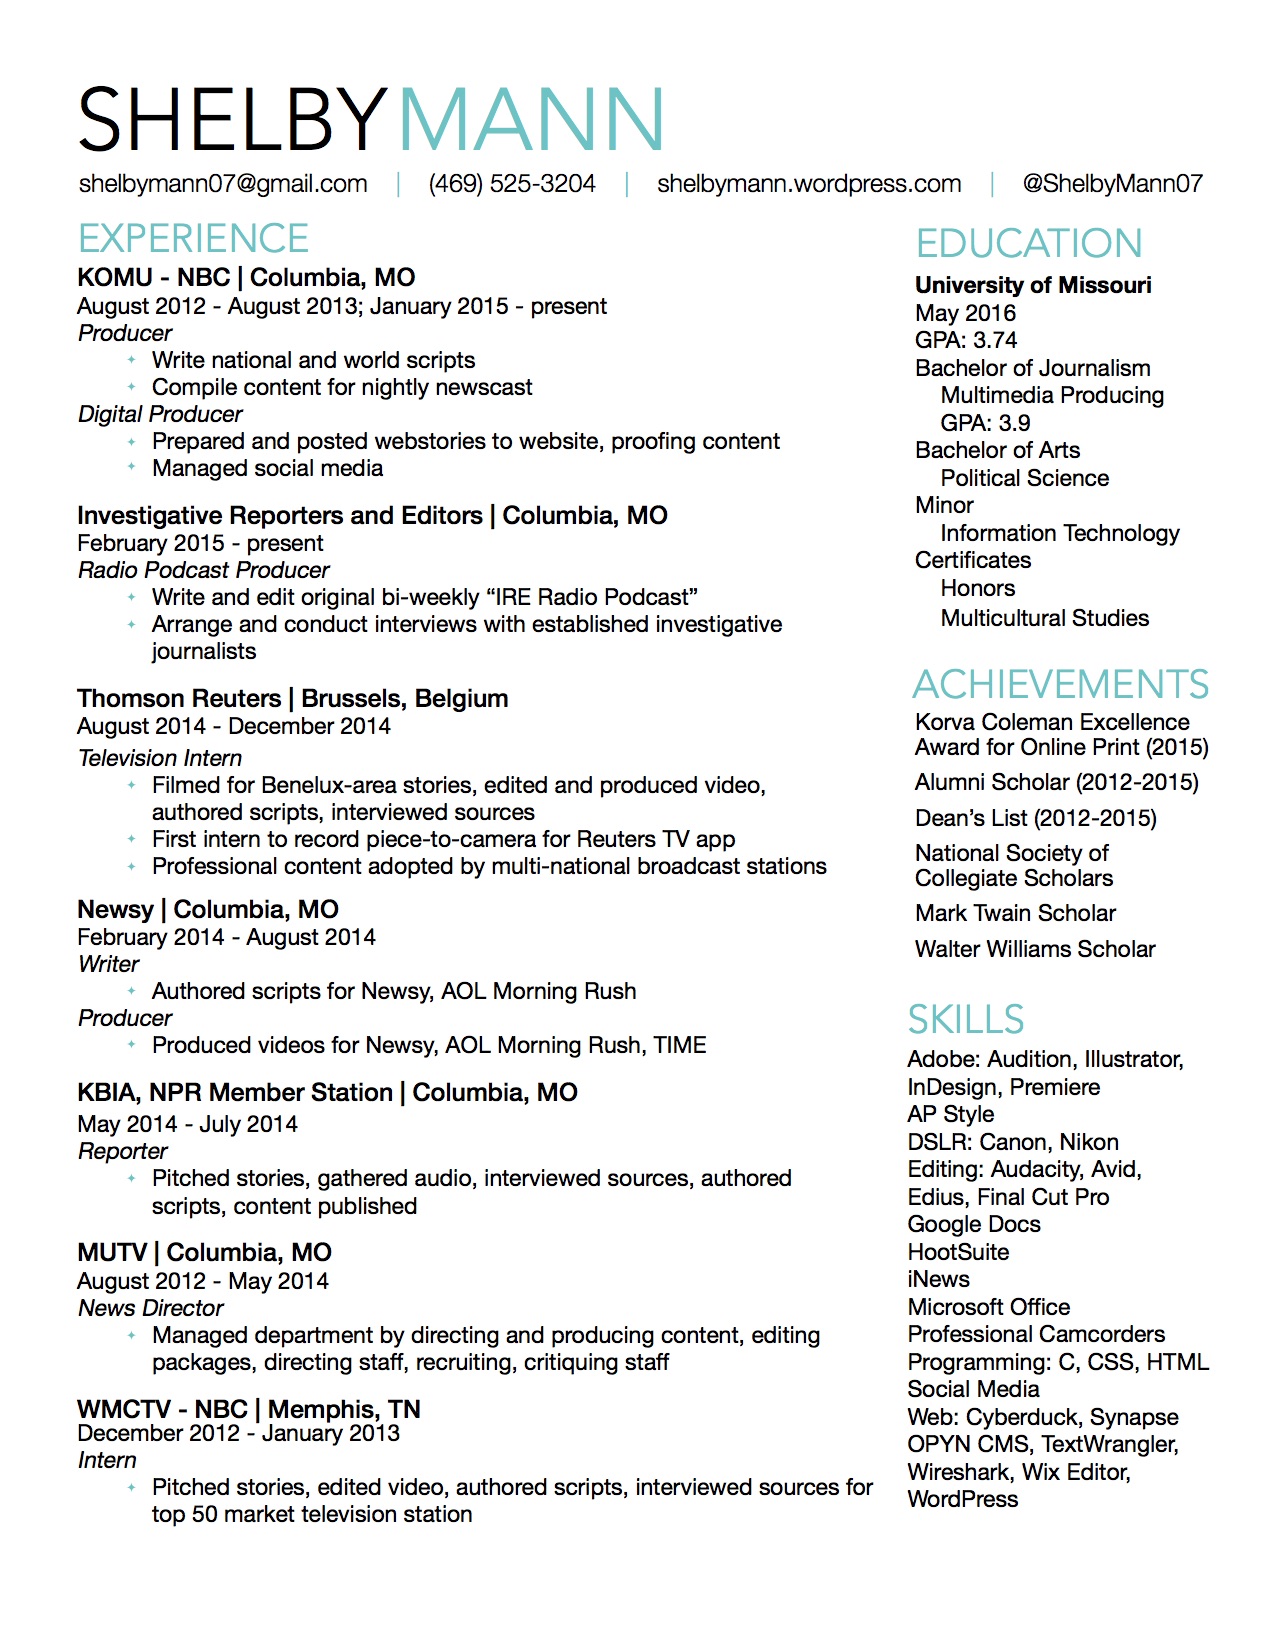 SHELBYMANN
shelbymann07@gmail.com | (469) 525-3204 | shelbymann.wordpress.com | @ShelbyMann07
EXPERIENCE
KOMU - NBC | Columbia, MO
August 2012 - August 2013; January 2015 - present
Producer
✦ Write national and world scripts
✦ Compile content for nightly newscast
Digital Producer
✦ Prepared and posted webstories to website, proofing content
✦ Managed social media
Investigative Reporters and Editors | Columbia, MO
February 2015 - present
Radio Podcast Producer
✦ Write and edit original bi-weekly “IRE Radio Podcast”
✦ Arrange and conduct interviews with established investigative
journalists
Thomson Reuters | Brussels, Belgium
August 2014 - December 2014
Television Intern
✦ Filmed for Benelux-area stories, edited and produced video,
authored scripts, interviewed sources
✦ First intern to record piece-to-camera for Reuters TV app
✦ Professional content adopted by multi-national broadcast stations
Newsy | Columbia, MO
February 2014 - August 2014
Writer
✦ Authored scripts for Newsy, AOL Morning Rush
Producer
✦ Produced videos for Newsy, AOL Morning Rush, TIME
KBIA, NPR Member Station | Columbia, MO
May 2014 - July 2014
Reporter
✦ Pitched stories, gathered audio, interviewed sources, authored
scripts, content published
MUTV | Columbia, MO
August 2012 - May 2014
News Director
✦ Managed department by directing and producing content, editing
packages, directing staff, recruiting, critiquing staff
WMCTV - NBC | Memphis, TN
December 2012 - January 2013
Intern
✦ Pitched stories, edited video, authored scripts, interviewed sources for
top 50 market television station
EDUCATION
University of Missouri
May 2016
GPA: 3.74
Bachelor of Journalism
Multimedia Producing
GPA: 3.9
Bachelor of Arts
Political Science
Minor
Information Technology
Certificates
Honors
Multicultural Studies
ACHIEVEMENTS
Korva Coleman Excellence
Award for Online Print (2015)
Alumni Scholar (2012-2015)
Dean’s List (2012-2015)
National Society of
Collegiate Scholars
Mark Twain Scholar
Walter Williams Scholar
SKILLS
Adobe: Audition, Illustrator,
InDesign, Premiere
AP Style
DSLR: Canon, Nikon
Editing: Audacity, Avid,
Edius, Final Cut Pro
Google Docs
HootSuite
iNews
Microsoft Office
Professional Camcorders
Programming: C, CSS, HTML
Social Media
Web: Cyberduck, Synapse
OPYN CMS, TextWrangler,
Wireshark, Wix Editor,
WordPress